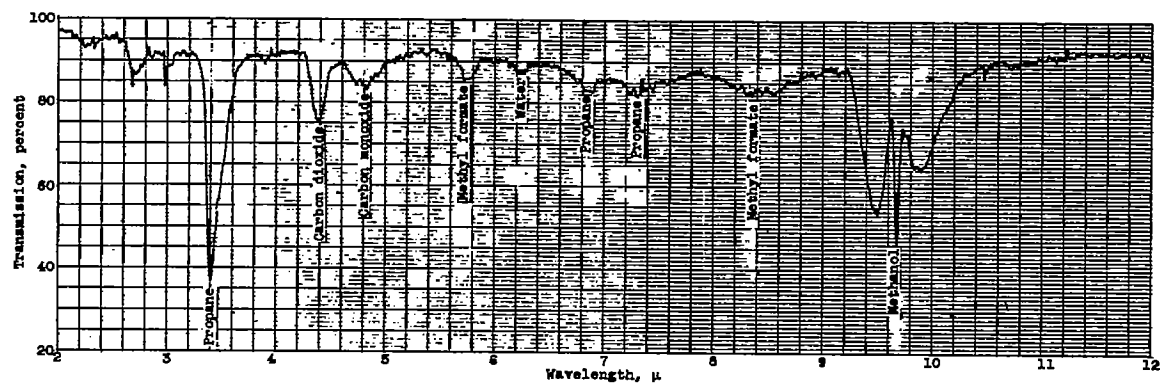 100
80
60
40
20
Transmission, percent
Propane
Carbon dioxide
Carbon monoxide
Methyl formate
Water
Propane
Propane
Methyl formate
Methanol
2 3 4 5 6 7 8 9 10 11 12
Wavelength, μ